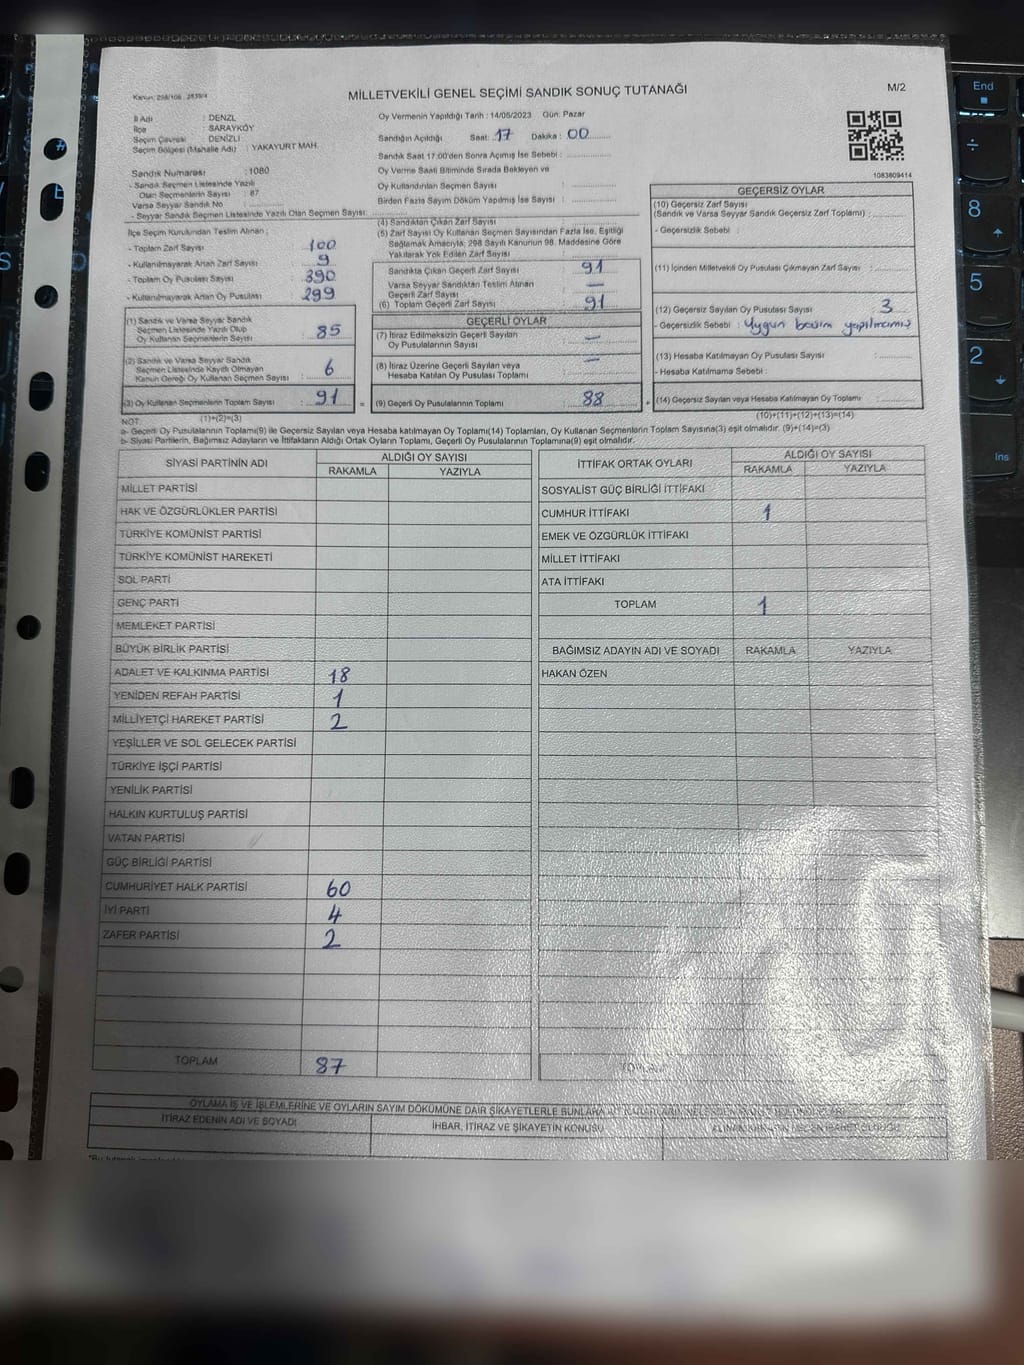 Kanun: 298/106 , 2839/4
MİLLETVEKİLİ GENEL SEÇİMİ SANDIK SONUÇ TUTANAĞI
M/2
İl Adı : DENZL
İlçe : SARAYKÖY
Seçim Çevresi : DENİZLİ
Seçim Bölgesi (Mahalle Adı) : YAKAYURT MAH.
Oy Vermenin Yapıldığı Tarih : 14/05/2023 Gün: Pazar
Sandığın Açıldığı Saat: 17 Dakika : 00
Sandık Saat 17.00'den Sonra Açımış İse Sebebi :
Oy Verme Saati Bitiminde Sırada Bekleyen ve
Oy Kullandırılan Seçmen Sayısı :
Birden Fazla Sayım Döküm Yapılmış İse Sayısı :
1083809414
Sandık Numarası : 1080
- Sandık Seçmen Listesinde Yazılı
Olan Seçmenlerin Sayısı : 87
Varsa Seyyar Sandık No :
- Seyyar Sandık Seçmen Listesinde Yazılı Olan Seçmen Sayısı:
İlçe Seçim Kurulundan Teslim Alınan ;
- Toplam Zarf Sayısı : 100
- Kullanılmayarak Artan Zarf Sayısı : 9
- Toplam Oy Pusulası Sayısı : 390
- Kullanılmayarak Artan Oy Pusulası : 299
(1) Sandık ve Varsa Seyyar Sandık
Seçmen Listesinde Yazılı Olup
Oy Kullanan Seçmenlerin Sayısı : 85
(2) Sandık ve Varsa Seyyar Sandık
Seçmen Listesinde Kayıtlı Olmayan
Kanun Gereği Oy Kullanan Seçmen Sayısı : 6
(3) Oy Kullanan Seçmenlerin Toplam Sayısı : 91 =
(4) Sandıktan Çıkan Zarf Sayısı
(5) Zarf Sayısı Oy Kullanan Seçmen Sayısından Fazla İse, Eşitliği
Sağlamak Amacıyla, 298 Sayılı Kanunun 98. Maddesine Göre
Yakılarak Yok Edilen Zarf Sayısı :
Sandıkta Çıkan Geçerli Zarf Sayısı : 91
Varsa Seyyar Sandıktan Teslim Alınan
Geçerli Zarf Sayısı : —
(6) Toplam Geçerli Zarf Sayısı : 91
GEÇERLİ OYLAR
(7) İtiraz Edilmeksizin Geçerli Sayılan
Oy Pusulalarının Sayısı : —
(8) İtiraz Üzerine Geçerli Sayılan veya
Hesaba Katılan Oy Pusulası Toplamı : —
(9) Geçerli Oy Pusulalarının Toplamı : 88 +
GEÇERSİZ OYLAR
(10) Geçersiz Zarf Sayısı
(Sandık ve Varsa Seyyar Sandık Geçersiz Zarf Toplamı) :
- Geçersizlik Sebebi :
(11) İçinden Milletvekili Oy Pusulası Çıkmayan Zarf Sayısı :
(12) Geçersiz Sayılan Oy Pusulası Sayısı : 3
- Geçersizlik Sebebi : Uygun basım yapılmamış
(13) Hesaba Katılmayan Oy Pusulası Sayısı :
- Hesaba Katılmama Sebebi :
(14) Geçersiz Sayılan veya Hesaba Katılmayan Oy Toplamı :
NOT: (1)+(2)=(3)
(10)+(11)+(12)+(13)=(14)
a- Geçerli Oy Pusulaları Toplamı(9) ile Geçersiz Sayılan veya Hesaba katılmayan Oy Toplamı(14) Toplamları, Oy Kullanan Seçmenlerin Toplam Sayısına(3) eşit olmalıdır. (9)+(14)=(3)
b- Siyasi Partilerin, Bağımsız Adayların ve İttifakların Aldığı Ortak Oyların Toplamı, Geçerli Oy Pusulalarının Toplamına(9) eşit olmalıdır.
SİYASİ PARTİNİN ADI ALDIĞI OY SAYISI
RAKAMLA YAZIYLA
MİLLET PARTİSİ
HAK VE ÖZGÜRLÜKLER PARTİSİ
TÜRKİYE KOMÜNİST PARTİSİ
TÜRKİYE KOMÜNİST HAREKETİ
SOL PARTİ
GENÇ PARTİ
MEMLEKET PARTİSİ
BÜYÜK BİRLİK PARTİSİ
ADALET VE KALKINMA PARTİSİ 18
YENİDEN REFAH PARTİSİ 1
MİLLİYETÇİ HAREKET PARTİSİ 2
YEŞİLLER VE SOL GELECEK PARTİSİ
TÜRKİYE İŞÇİ PARTİSİ
YENİLİK PARTİSİ
HALKIN KURTULUŞ PARTİSİ
VATAN PARTİSİ
GÜÇ BİRLİĞİ PARTİSİ
CUMHURİYET HALK PARTİSİ 60
İYİ PARTİ 4
ZAFER PARTİSİ 2
TOPLAM 87
İTTİFAK ORTAK OYLARI ALDIĞI OY SAYISI
RAKAMLA YAZIYLA
SOSYALİST GÜÇ BİRLİĞİ İTTİFAKI
CUMHUR İTTİFAKI 1
EMEK VE ÖZGÜRLÜK İTTİFAKI
MİLLET İTTİFAKI
ATA İTTİFAKI
TOPLAM 1
BAĞIMSIZ ADAYIN ADI VE SOYADI RAKAMLA YAZIYLA
HAKAN ÖZEN
TOPLAM
OYLAMA İŞ VE İŞLEMLERİNE VE OYLARIN SAYIM DÖKÜMÜNE DAİR ŞİKAYETLERLE BUNLARA
İTİRAZ EDENİN ADI VE SOYADI İHBAR, İTİRAZ VE ŞİKAYETİN KONUSU
End
8
5
2
Ins